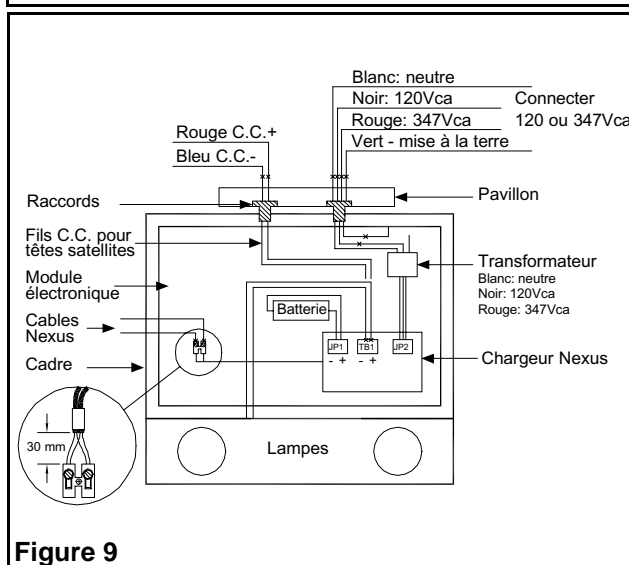 Blanc: neutre
Noir: 120Vca
Rouge: 347Vca
Vert - mise à la terre
Connecter
120 ou 347Vca
Rouge C.C.+
Bleu C.C.-
Raccords
Pavillon
Fils C.C. pour
têtes satellites
Module
électronique
Cables
Nexus
Cadre
Transformateur
Blanc: neutre
Noir: 120Vca
Rouge: 347Vca
Batterie
JP1
TB1
JP2
- +
- +
Chargeur Nexus
30 mm
Lampes
Figure 9